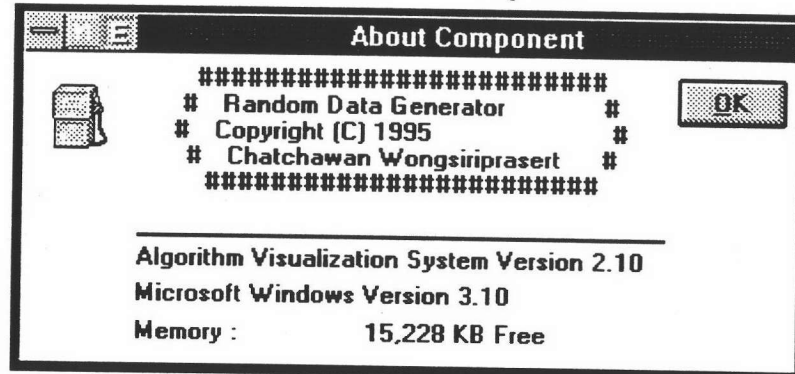 About Component
#########################
# Random Data Generator #
# Copyright (C) 1995 #
# Chatchawan Wongsiriprasert #
########################
OK
Algorithm Visualization System Version 2.10
Microsoft Windows Version 3.10
Memory : 15,228 KB Free